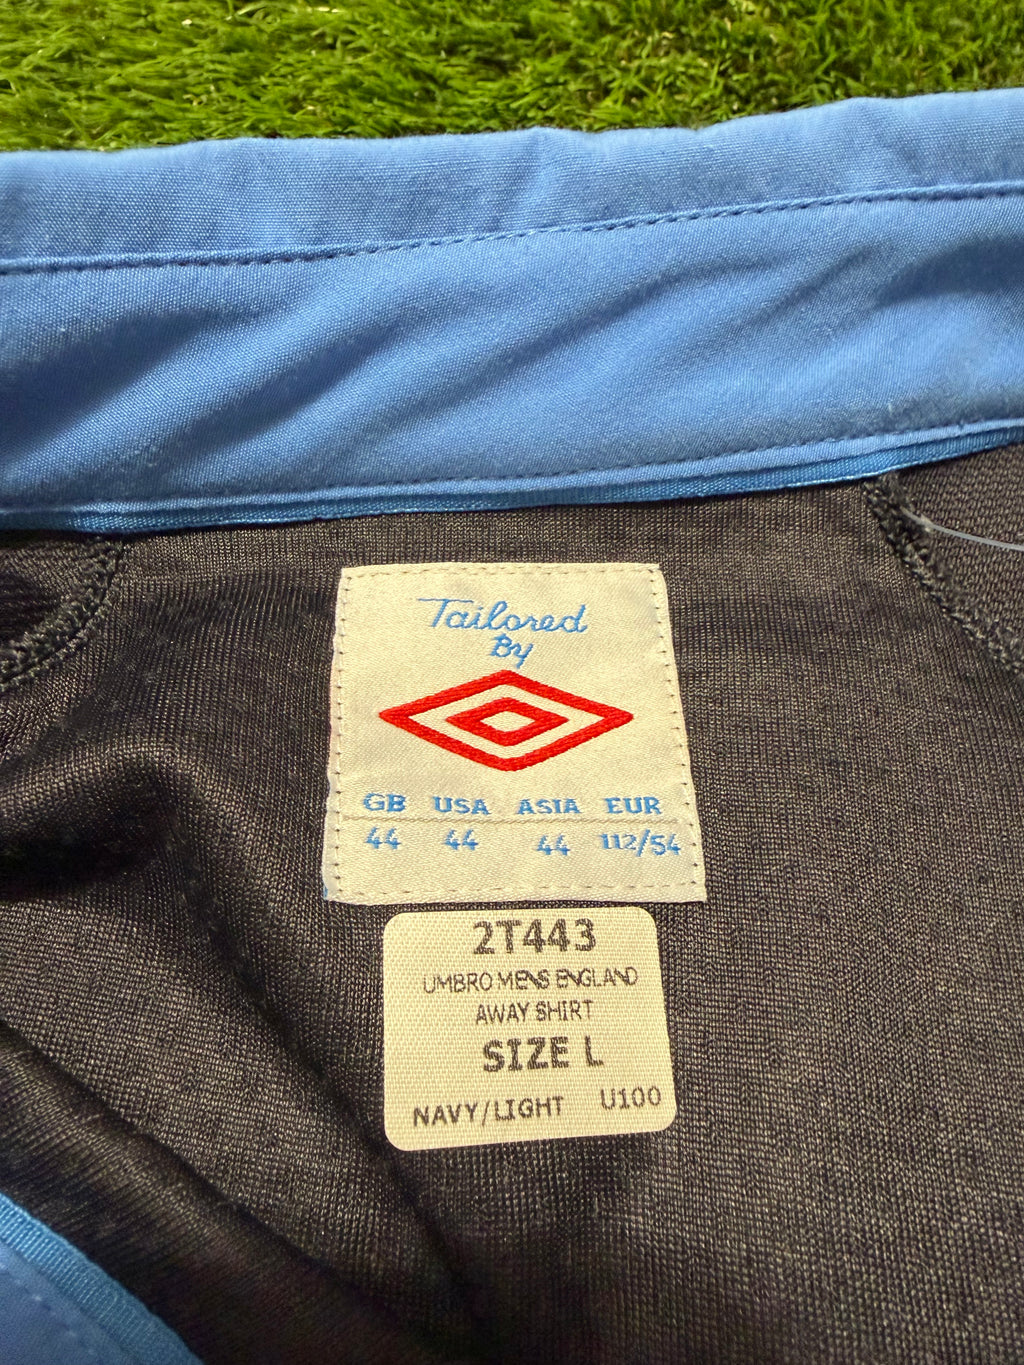 Tailored
By
GB USA ASIA EUR
44 44 44 112/54
2T443
UMBRO MENS ENGLAND
AWAY SHIRT
SIZE L
NAVY/LIGHT U100